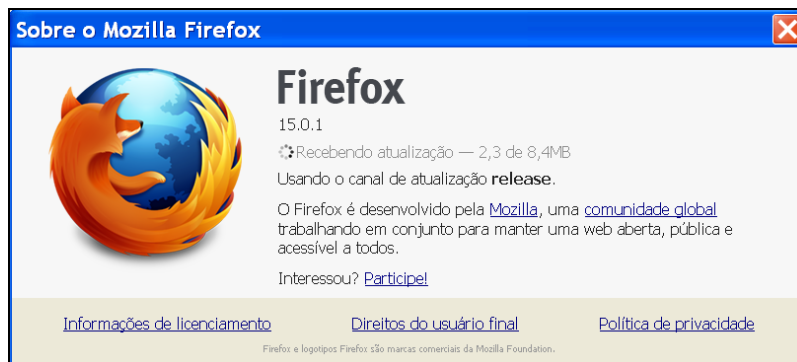 Sobre o Mozilla Firefox
Firefox
15.0.1
Recebendo atualização — 2,3 de 8,4MB
Usando o canal de atualização release.
O Firefox é desenvolvido pela Mozilla, uma comunidade global
trabalhando em conjunto para manter uma web aberta, pública e
acessível a todos.
Interessou? Participe!
Informações de licenciamento Direitos do usuário final Política de privacidade
Firefox e logotipos Firefox são marcas comerciais da Mozilla Foundation.